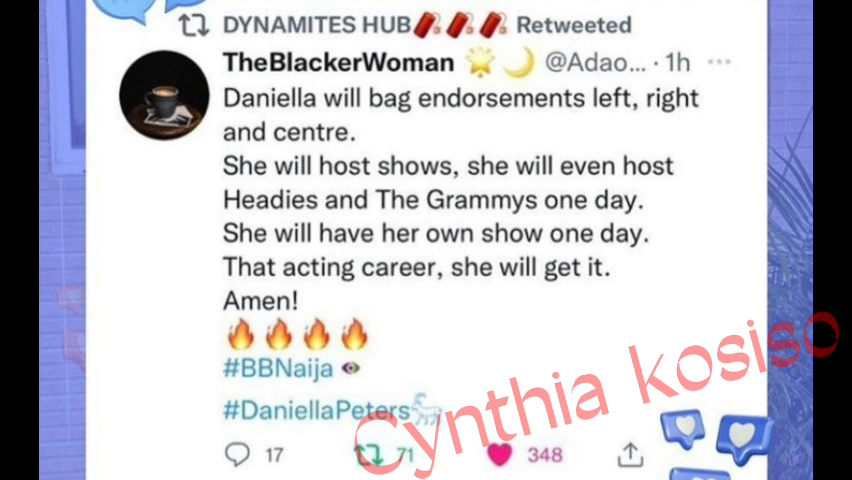 DYNAMITES HUB🧨🧨🧨 Retweeted
TheBlackerWoman 🌟🌙 @Adao... · 1h ...
Daniella will bag endorsements left, right
and centre.
She will host shows, she will even host
Headies and The Grammys one day.
She will have her own show one day.
That acting career, she will get it.
Amen!
🔥🔥🔥🔥
#BBNaija
#DaniellaPeters
17 71 348
Cynthia kosiso